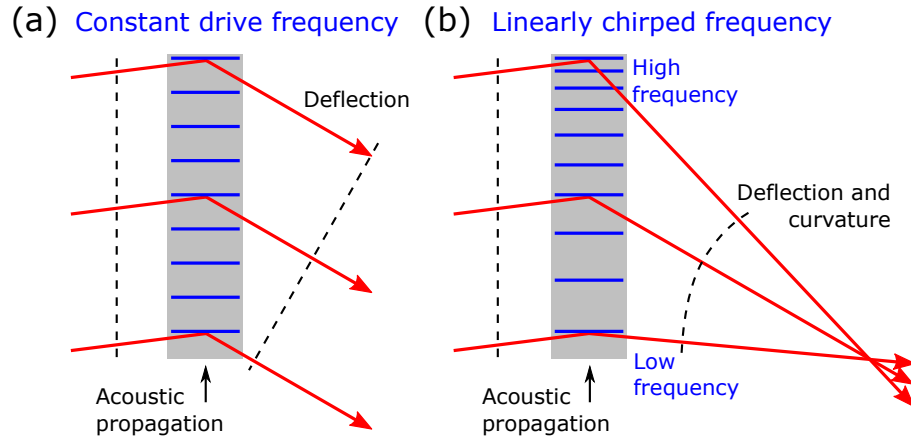 (a) Constant drive frequency
Deflection
Acoustic
propagation
(b) Linearly chirped frequency
High
frequency
Deflection and
curvature
Low
frequency
Acoustic
propagation